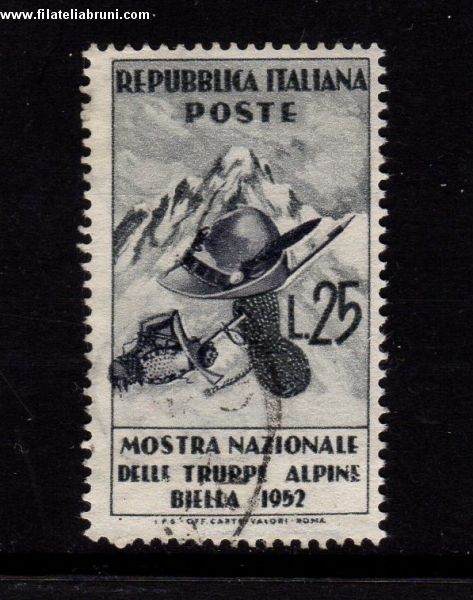 www.filateliabruni.com
REPUBBLICA ITALIANA
POSTE
L.25
MOSTRA NAZIONALE
DELLE TRUPPE ALPINE
BIELLA 1952
I.P.S. OFF. CARTE-VALORI-ROMA